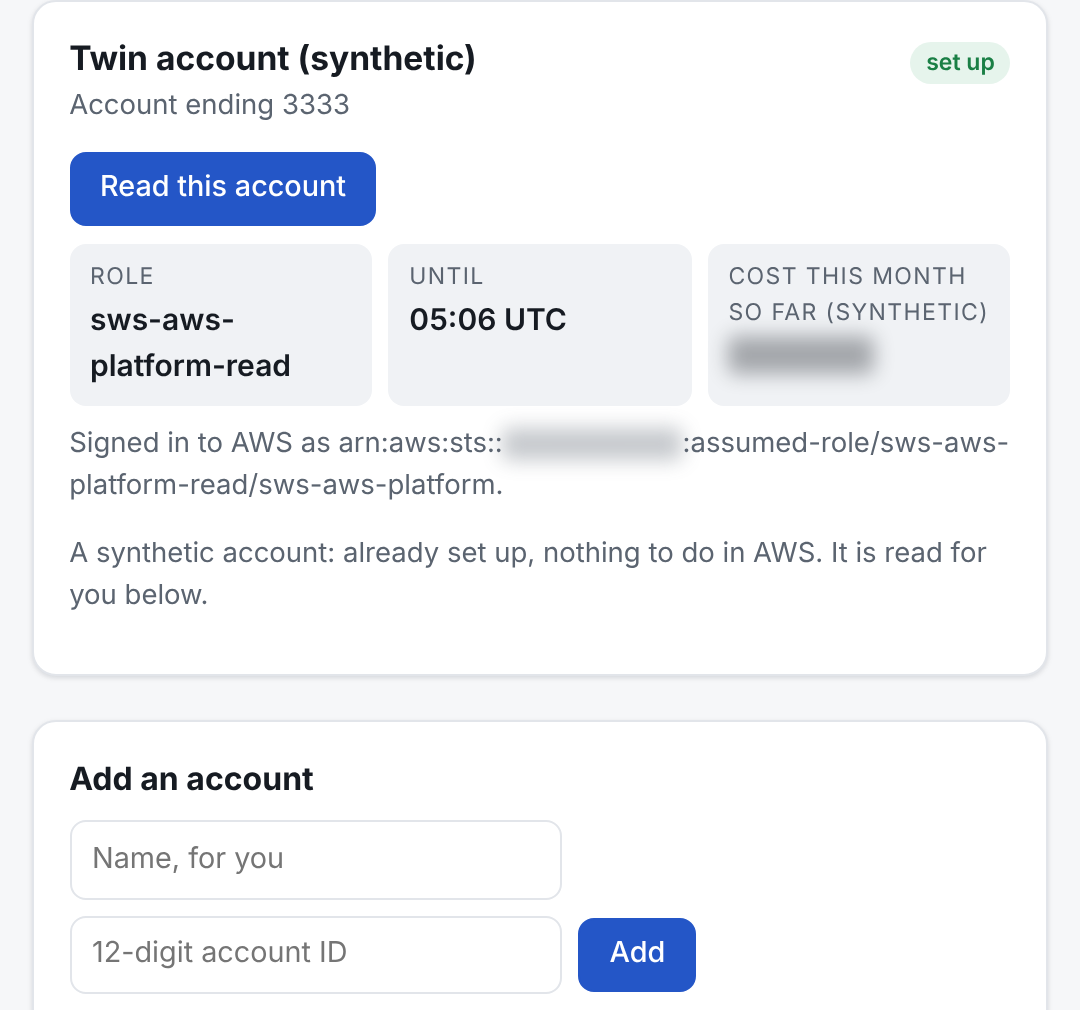 Twin account (synthetic)
set up
Account ending 3333
Read this account
ROLE
sws-aws-
platform-read
UNTIL
05:06 UTC
COST THIS MONTH
SO FAR (SYNTHETIC)
Signed in to AWS as arn:aws:sts:: :assumed-role/sws-aws-
platform-read/sws-aws-platform.
A synthetic account: already set up, nothing to do in AWS. It is read for
you below.
Add an account
Name, for you
12-digit account ID
Add